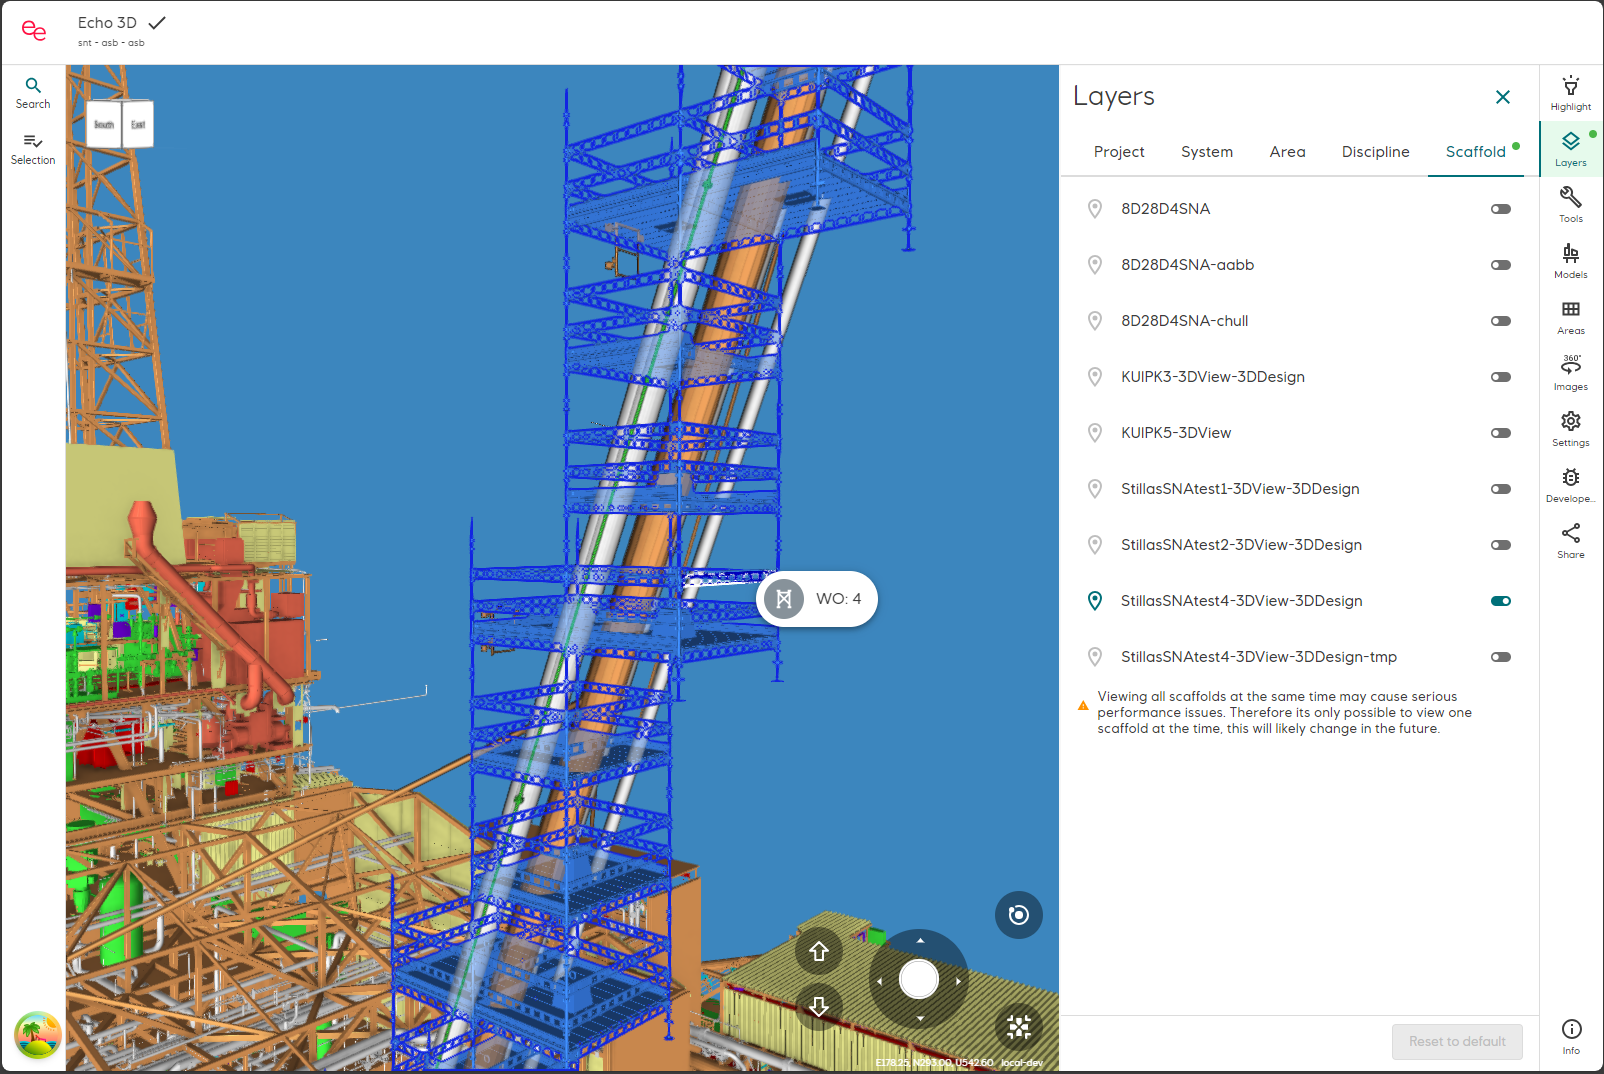 Echo 3D
snt - asb - asb
Search
Selection
South
East
WO: 4
E178.25, N293.00, U542.60
local-dev
Layers
Project
System
Area
Discipline
Scaffold
8D28D4SNA
8D28D4SNA-aabb
8D28D4SNA-chull
KUIPK3-3DView-3DDesign
KUIPK5-3DView
StillasSNAtest1-3DView-3DDesign
StillasSNAtest2-3DView-3DDesign
StillasSNAtest4-3DView-3DDesign
StillasSNAtest4-3DView-3DDesign-tmp
Viewing all scaffolds at the same time may cause serious
performance issues. Therefore its only possible to view one
scaffold at the time, this will likely change in the future.
Reset to default
Highlight
Layers
Tools
Models
Areas
360°
Images
Settings
Develope...
Share
Info